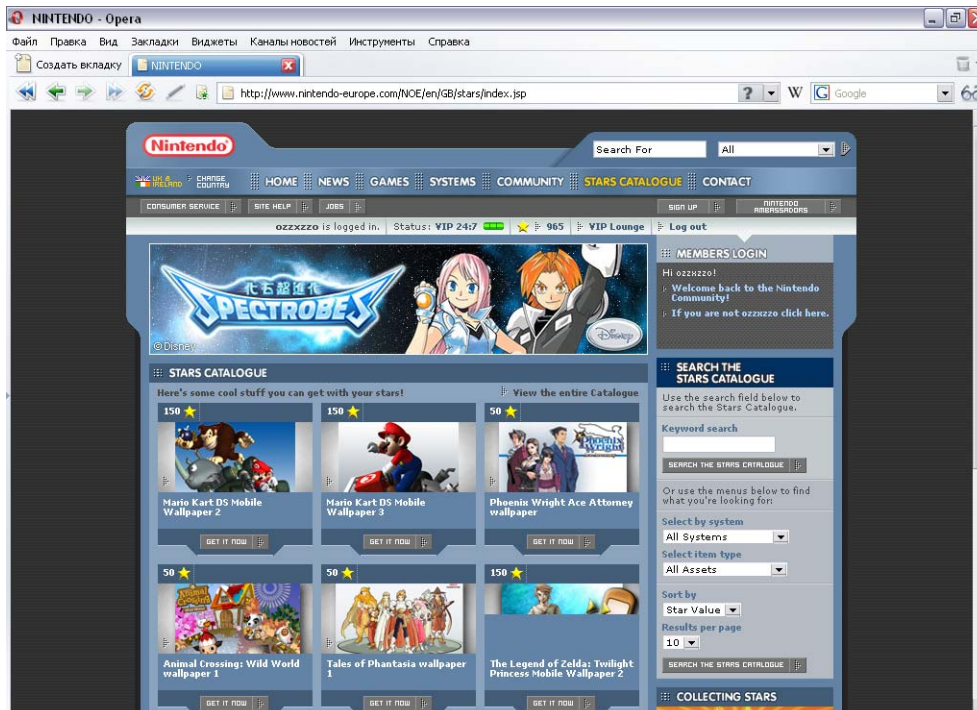 NINTENDO - Opera
Файл Правка Вид Закладки Виджеты Каналы новостей Инструменты Справка
Создать вкладку NINTENDO
http://www.nintendo-europe.com/NOE/en/GB/stars/index.jsp ? W G Google
Nintendo
Search For All
UK & IRELAND CHANGE COUNTRY HOME NEWS GAMES SYSTEMS COMMUNITY STARS CATALOGUE CONTACT
CONSUMER SERVICE SITE HELP JOBS SIGN UP NINTENDO AMBASSADORS
ozzxzzo is logged in. Status: VIP 24:7 965 VIP Lounge Log out
化石超進化
SPECTROBES
Disney
©Disney
MEMBERS LOGIN
Hi ozzxzzo!
Welcome back to the Nintendo
Community!
If you are not ozzxzzo click here.
STARS CATALOGUE
Here's some cool stuff you can get with your stars! View the entire Catalogue
150 150 50
Phoenix Wright
Mario Kart DS Mobile Wallpaper 2
Mario Kart DS Mobile Wallpaper 3
Phoenix Wright Ace Attorney wallpaper
GET IT NOW GET IT NOW GET IT NOW
50 50 150
Animal Crossing
Animal Crossing: Wild World wallpaper 1
Tales of Phantasia wallpaper 1
The Legend of Zelda: Twilight Princess Mobile Wallpaper 2
GET IT NOW GET IT NOW GET IT NOW
SEARCH THE
STARS CATALOGUE
Use the search field below to
search the Stars Catalogue.
Keyword search
SEARCH THE STARS CATALOGUE
Or use the menus below to find
what you're looking for:
Select by system
All Systems
Select item type
All Assets
Sort by
Star Value
Results per page
10
SEARCH THE STARS CATALOGUE
COLLECTING STARS